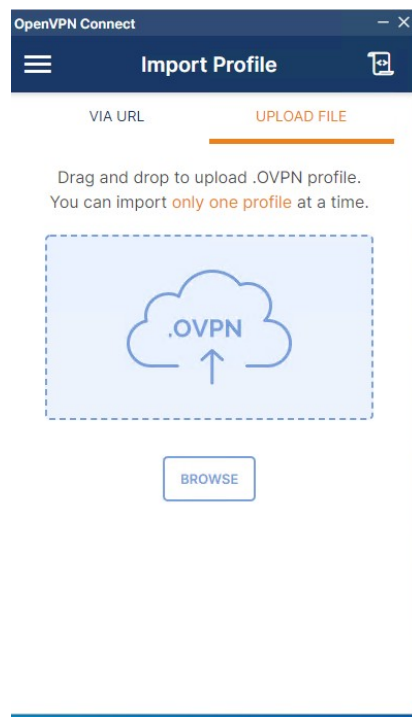 OpenVPN Connect
Import Profile
VIA URL
UPLOAD FILE
Drag and drop to upload .OVPN profile.
You can import only one profile at a time.
.OVPN
BROWSE